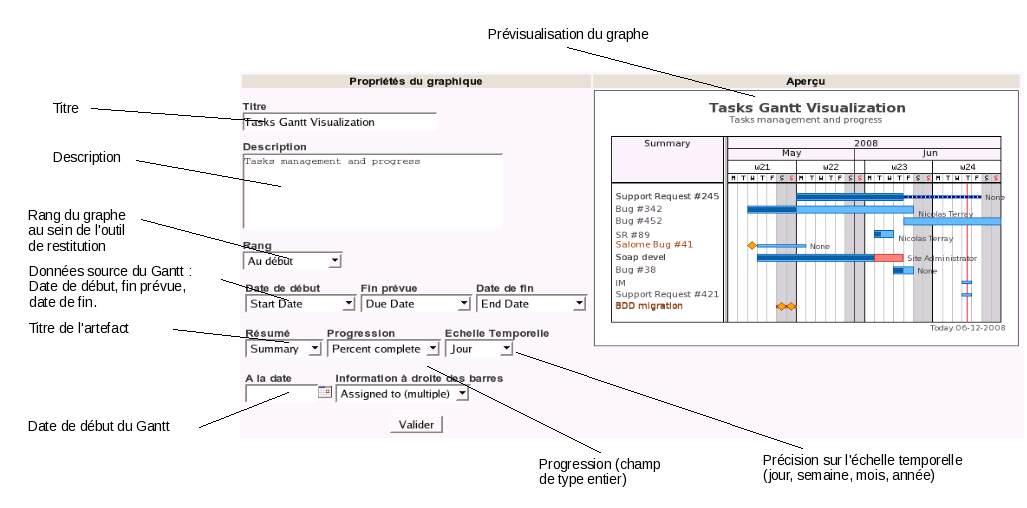 Prévisualisation du graphe
Propriétés du graphique
Aperçu
Titre
Titre
Tasks Gantt Visualization
Description
Description
Tasks management and progress
Rang du graphe
au sein de l'outil
de restitution
Rang
Au début
Données source du Gantt :
Date de début, fin prévue,
date de fin.
Date de début
Fin prévue
Date de fin
Start Date
Due Date
End Date
Titre de l'artefact
Résumé
Progression
Echelle Temporelle
Summary
Percent complete
Jour
A la date
Information à droite des barres
Assigned to (multiple)
Date de début du Gantt
Valider
Progression (champ
de type entier)
Précision sur l'échelle temporelle
(jour, semaine, mois, année)
Tasks Gantt Visualization
Tasks management and progress
Summary
2008
May
Jun
w21
w22
w23
w24
M T W T F S S M T W T F S S M T W T F S S M T W T F S S
Support Request #245
None
Bug #342
Nicolas Terray
Bug #452
SR #89
Nicolas Terray
Salome Bug #41
None
Soap devel
Site Administrator
Bug #38
None
IM
Support Request #421
BDD migration
Today 06-12-2008